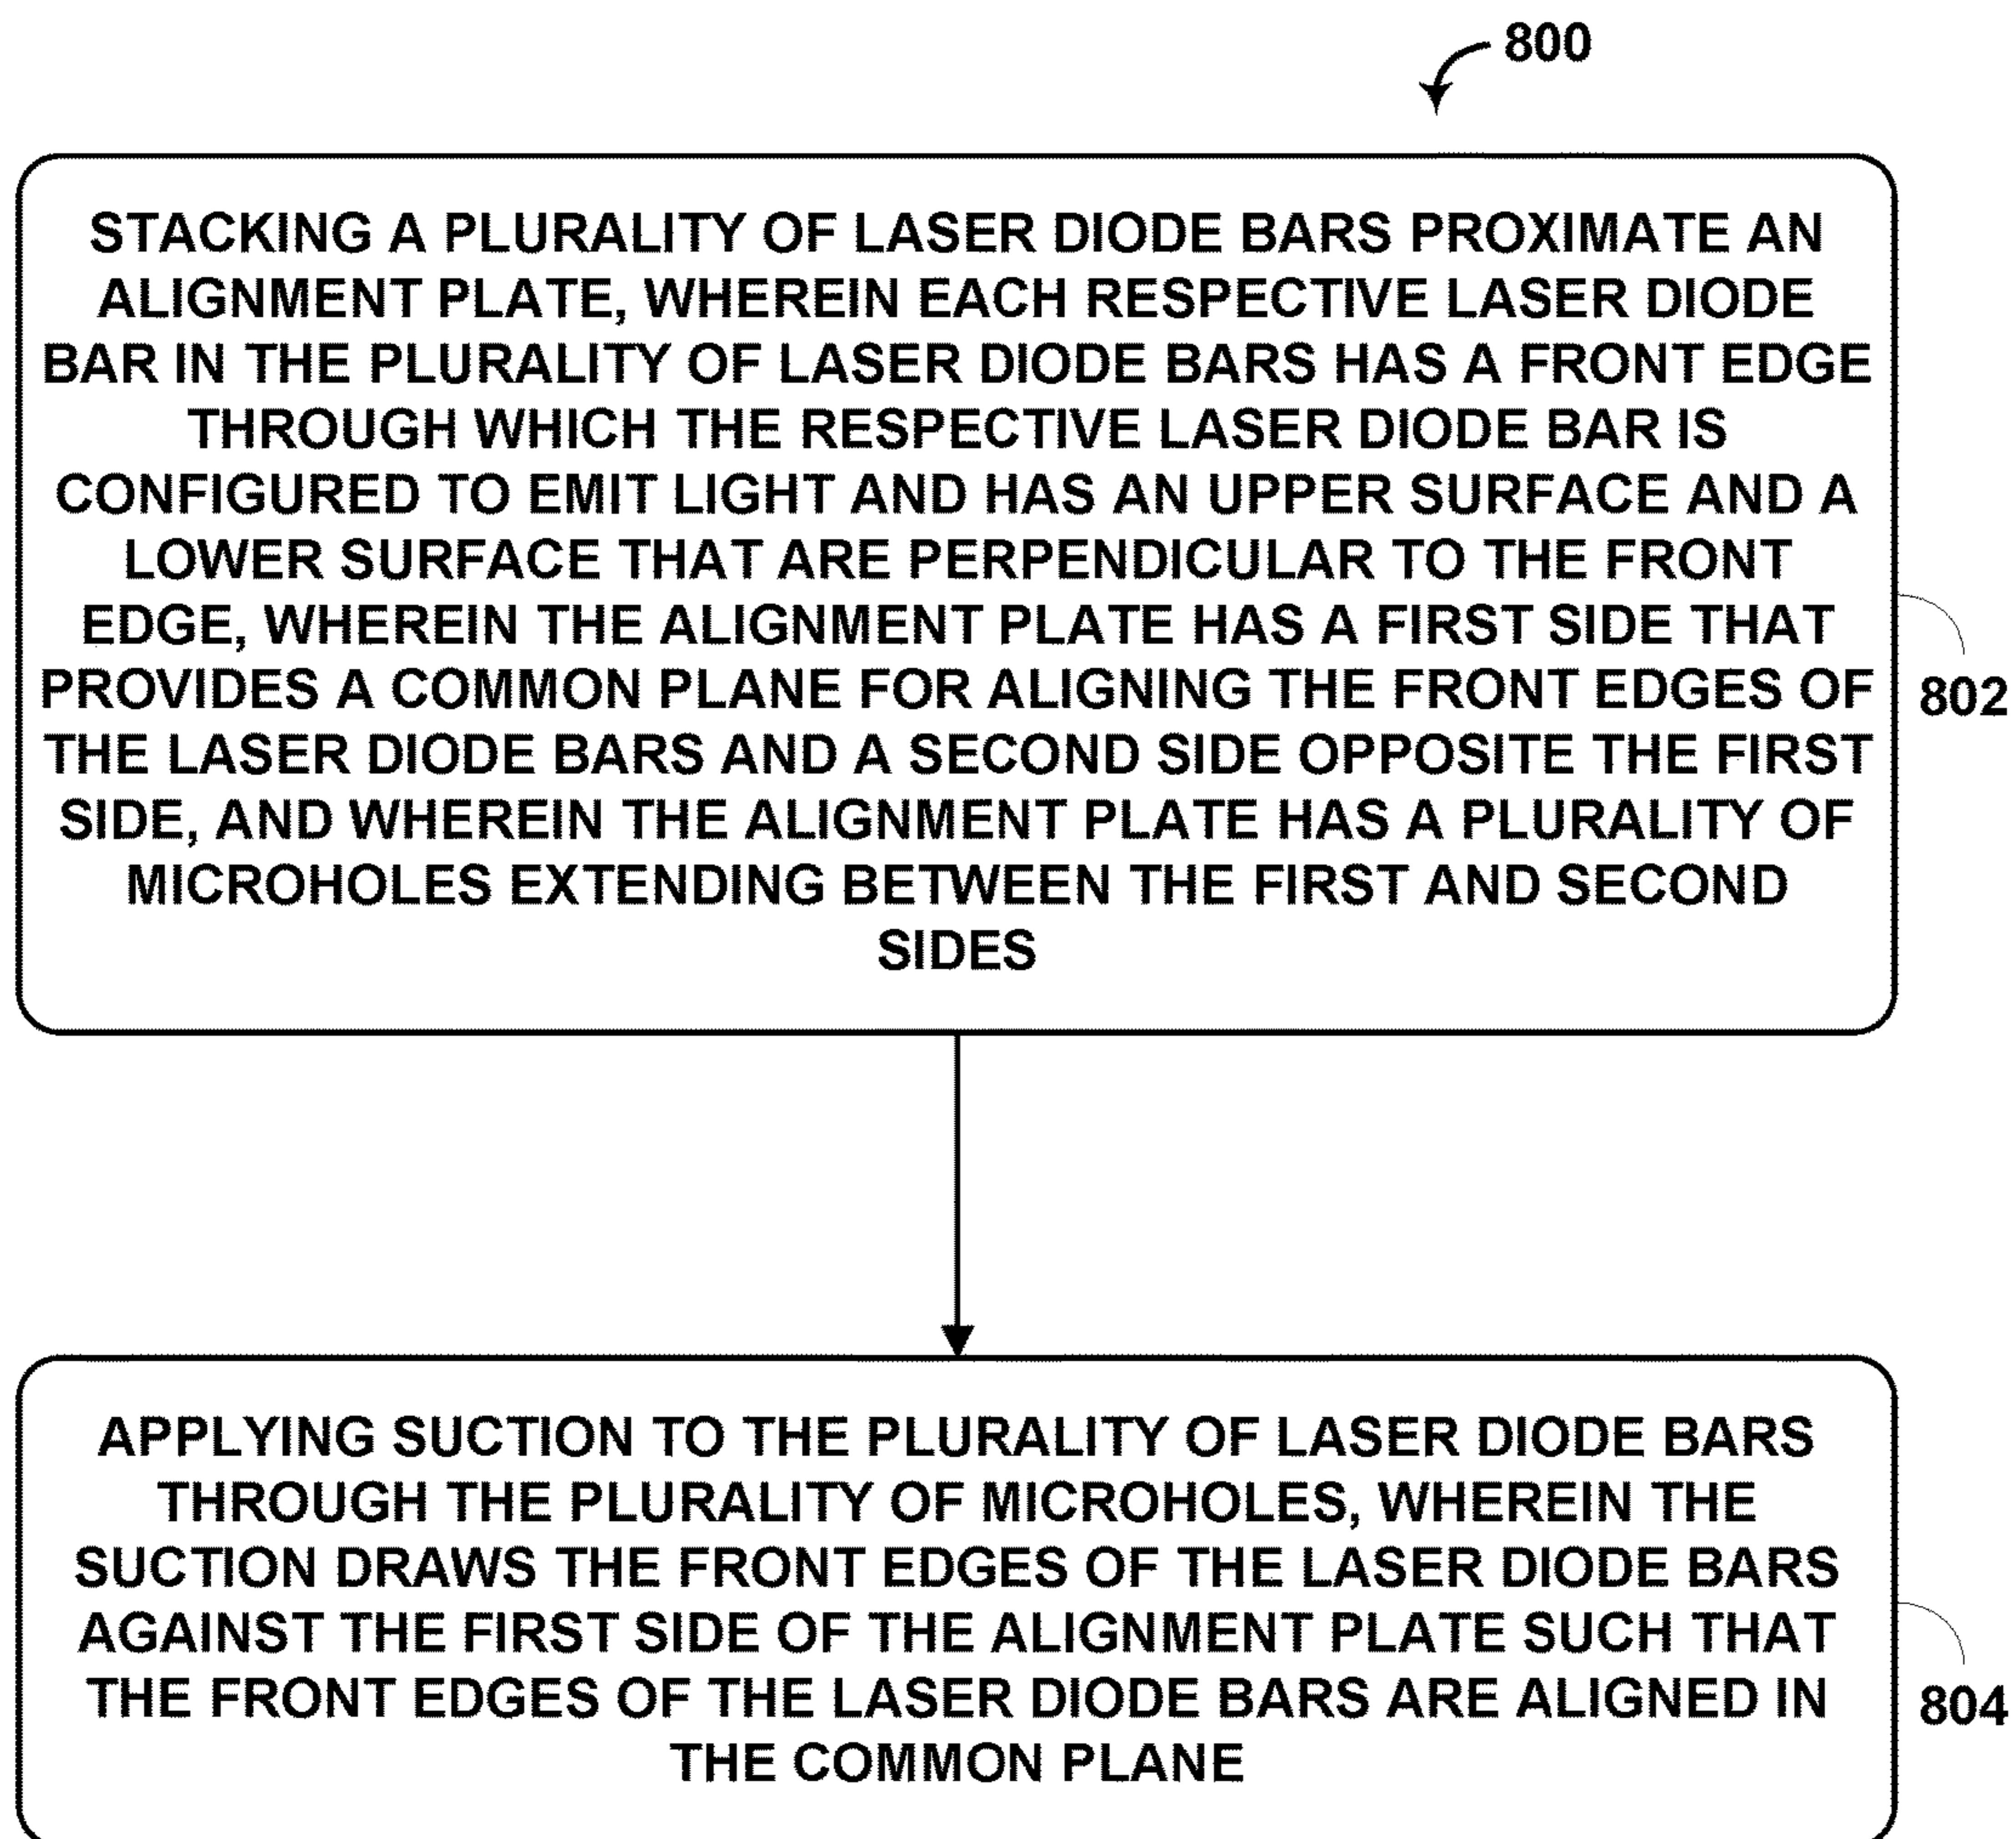 800
STACKING A PLURALITY OF LASER DIODE BARS PROXIMATE AN
ALIGNMENT PLATE, WHEREIN EACH RESPECTIVE LASER DIODE
BAR IN THE PLURALITY OF LASER DIODE BARS HAS A FRONT EDGE
THROUGH WHICH THE RESPECTIVE LASER DIODE BAR IS
CONFIGURED TO EMIT LIGHT AND HAS AN UPPER SURFACE AND A
LOWER SURFACE THAT ARE PERPENDICULAR TO THE FRONT
EDGE, WHEREIN THE ALIGNMENT PLATE HAS A FIRST SIDE THAT
PROVIDES A COMMON PLANE FOR ALIGNING THE FRONT EDGES OF
THE LASER DIODE BARS AND A SECOND SIDE OPPOSITE THE FIRST
SIDE, AND WHEREIN THE ALIGNMENT PLATE HAS A PLURALITY OF
MICROHOLES EXTENDING BETWEEN THE FIRST AND SECOND
SIDES
802
APPLYING SUCTION TO THE PLURALITY OF LASER DIODE BARS
THROUGH THE PLURALITY OF MICROHOLES, WHEREIN THE
SUCTION DRAWS THE FRONT EDGES OF THE LASER DIODE BARS
AGAINST THE FIRST SIDE OF THE ALIGNMENT PLATE SUCH THAT
THE FRONT EDGES OF THE LASER DIODE BARS ARE ALIGNED IN
THE COMMON PLANE
804